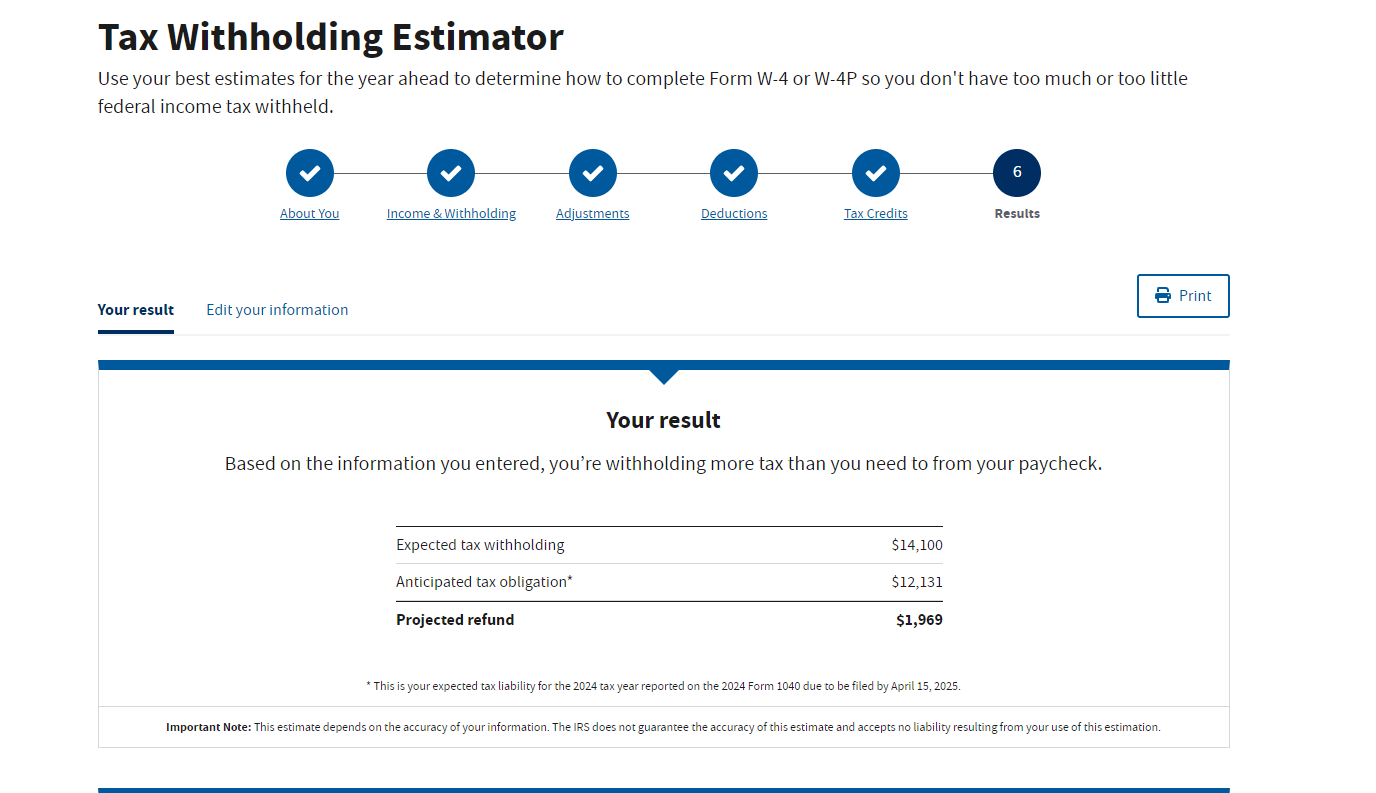 Tax Withholding Estimator
Use your best estimates for the year ahead to determine how to complete Form W-4 or W-4P so you don't have too much or too little
federal income tax withheld.
6
About You Income & Withholding Adjustments Deductions Tax Credits Results
Your result Edit your information Print
Your result
Based on the information you entered, you’re withholding more tax than you need to from your paycheck.
Expected tax withholding $14,100
Anticipated tax obligation* $12,131
Projected refund $1,969
* This is your expected tax liability for the 2024 tax year reported on the 2024 Form 1040 due to be filed by April 15, 2025.
Important Note: This estimate depends on the accuracy of your information. The IRS does not guarantee the accuracy of this estimate and accepts no liability resulting from your use of this estimation.